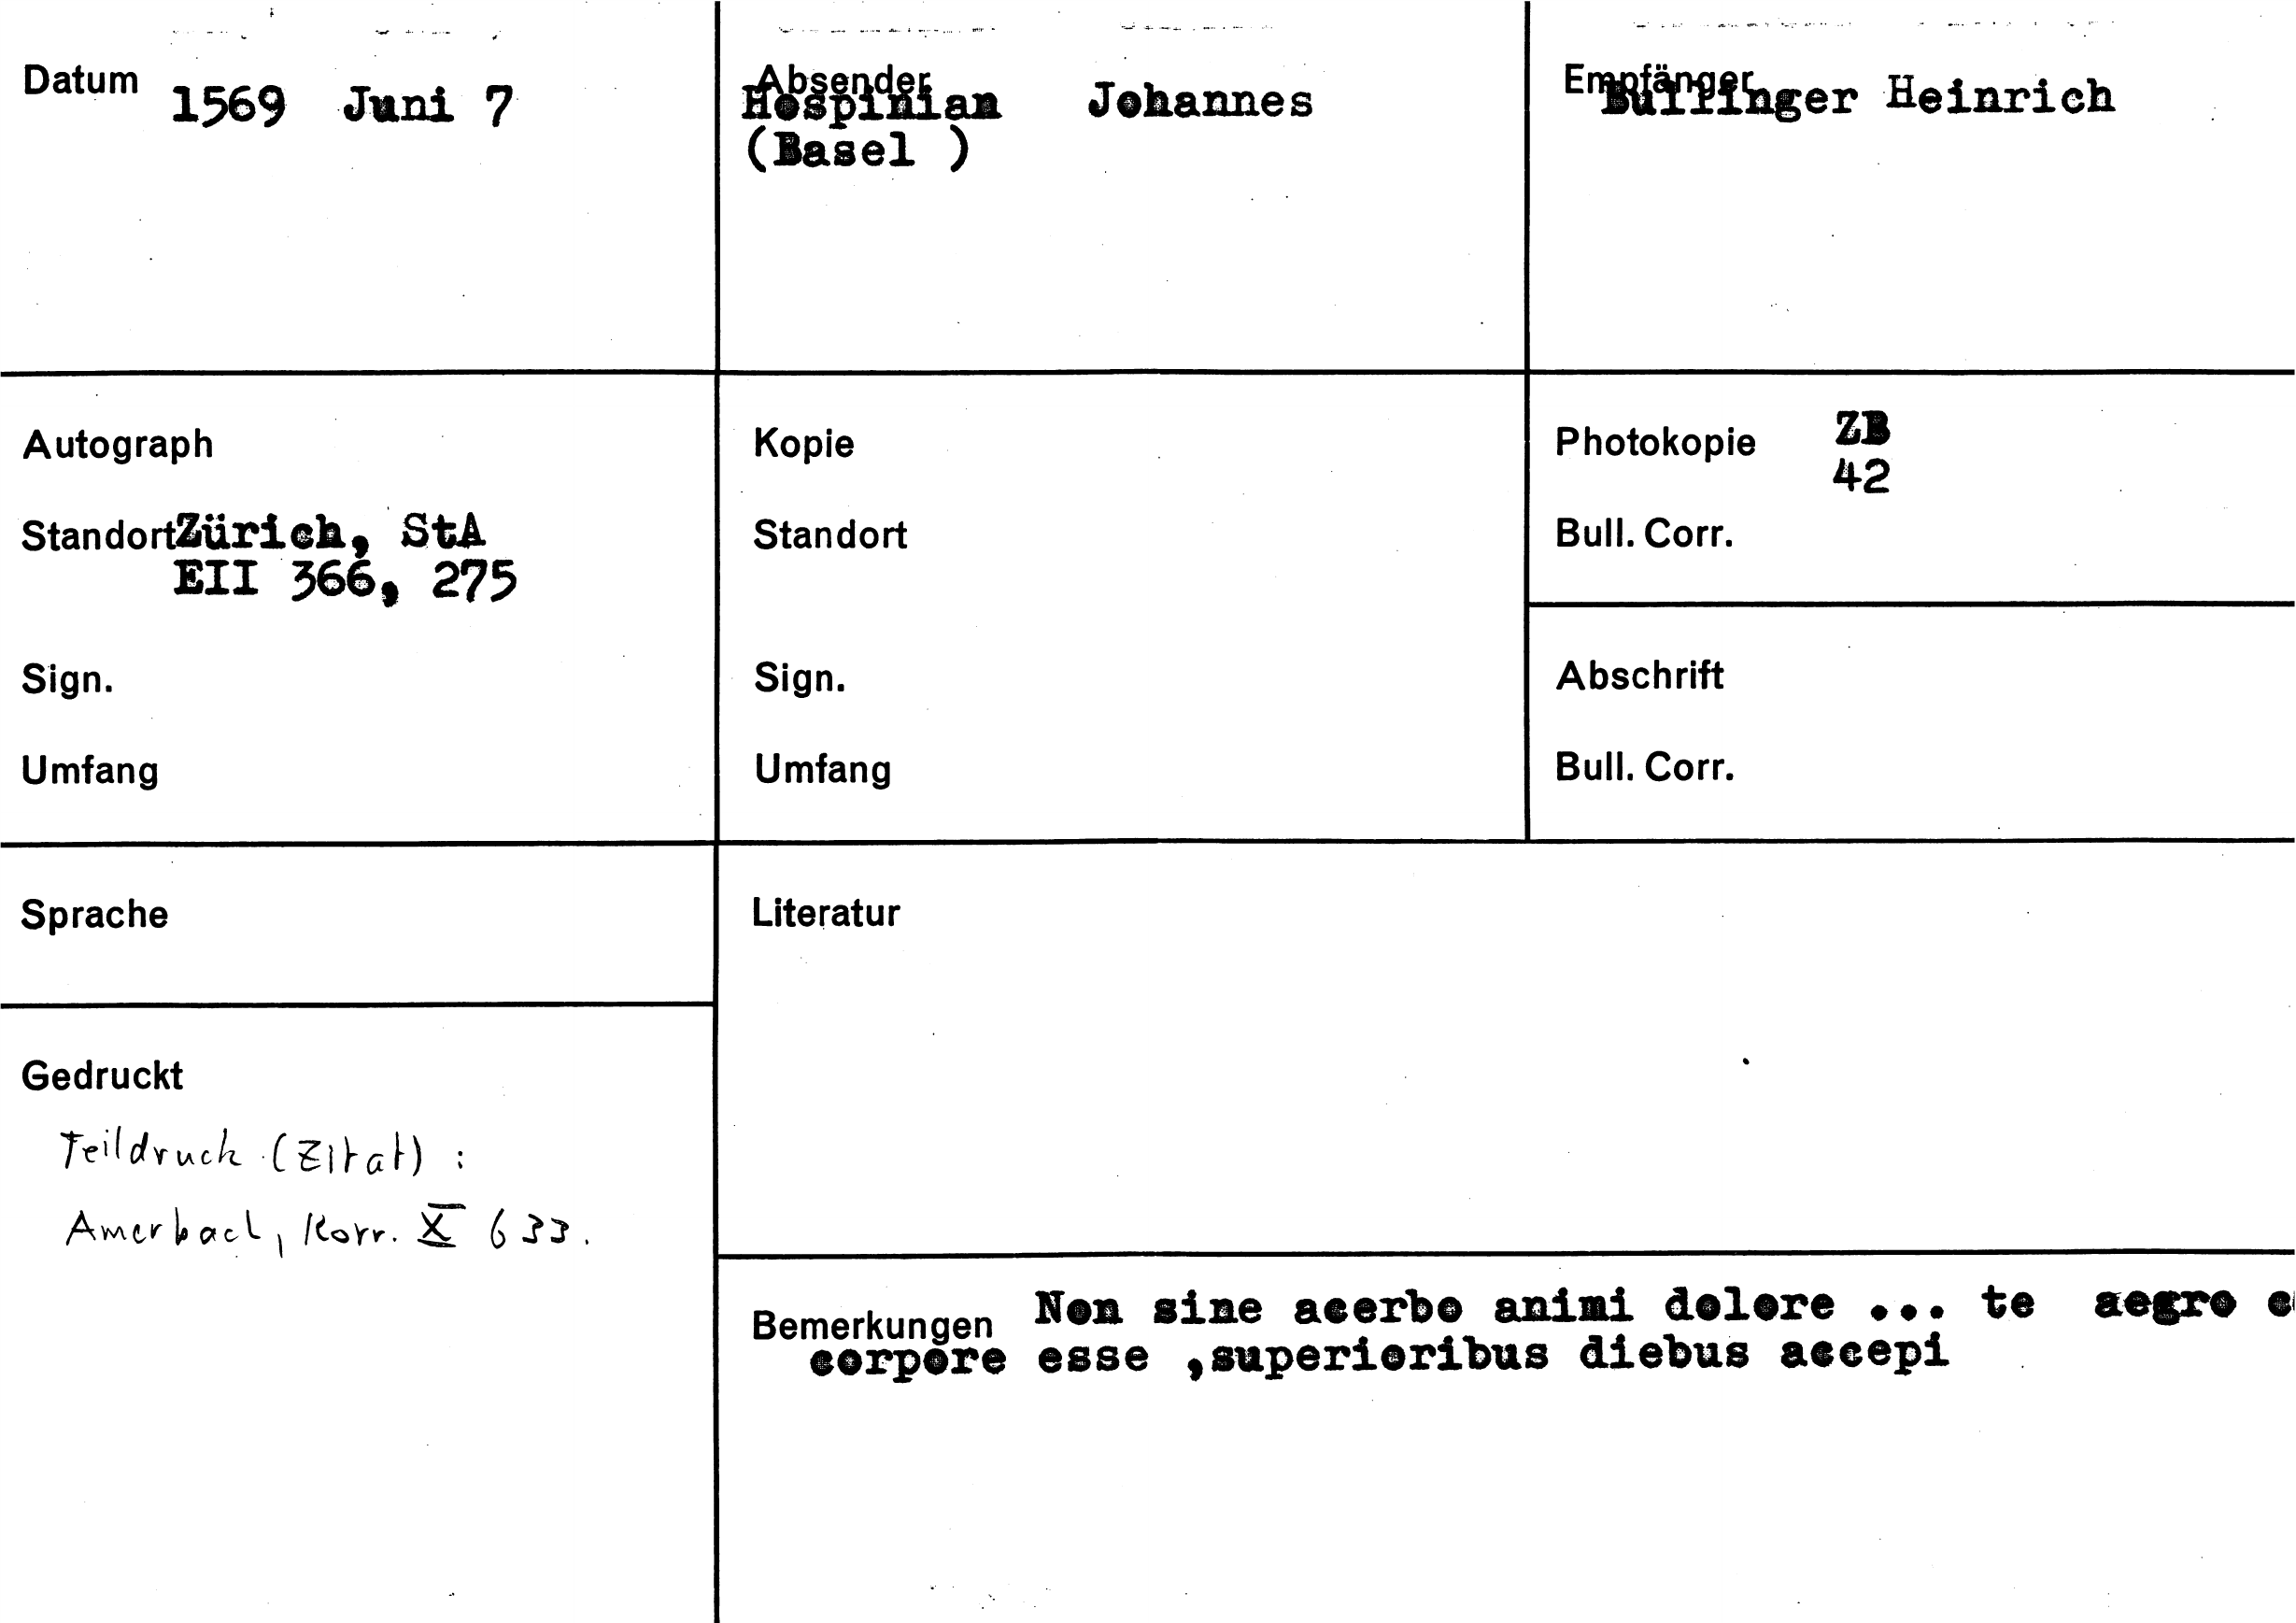 Datum 1569 Juni 7
Absender Hospinian Johannes
(Basel )
Empfänger Bullinger Heinrich
Autograph
Standort Zürich, StA
EII 366, 275
Sign.
Umfang
Kopie
Standort
Sign.
Umfang
Photokopie ZB
42
Bull. Corr.
Abschrift
Bull. Corr.
Sprache
Gedruckt
Teildruck (Zitat) :
Amerbach, Korr. X 633.
Literatur
Bemerkungen Non sine acerbo animi dolore ... te aegro
corpore esse ,superioribus diebus accepi